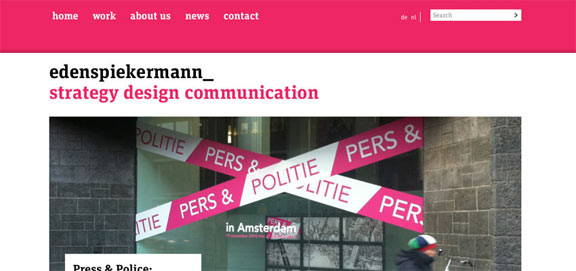 home work about us news contact
de nl
Search
edenspiekermann_
strategy design communication
POLITIE PERS &
PERS & POLITIE PERS &
POLITIE LITIE PERS &
in Amsterdam
Press & Police: